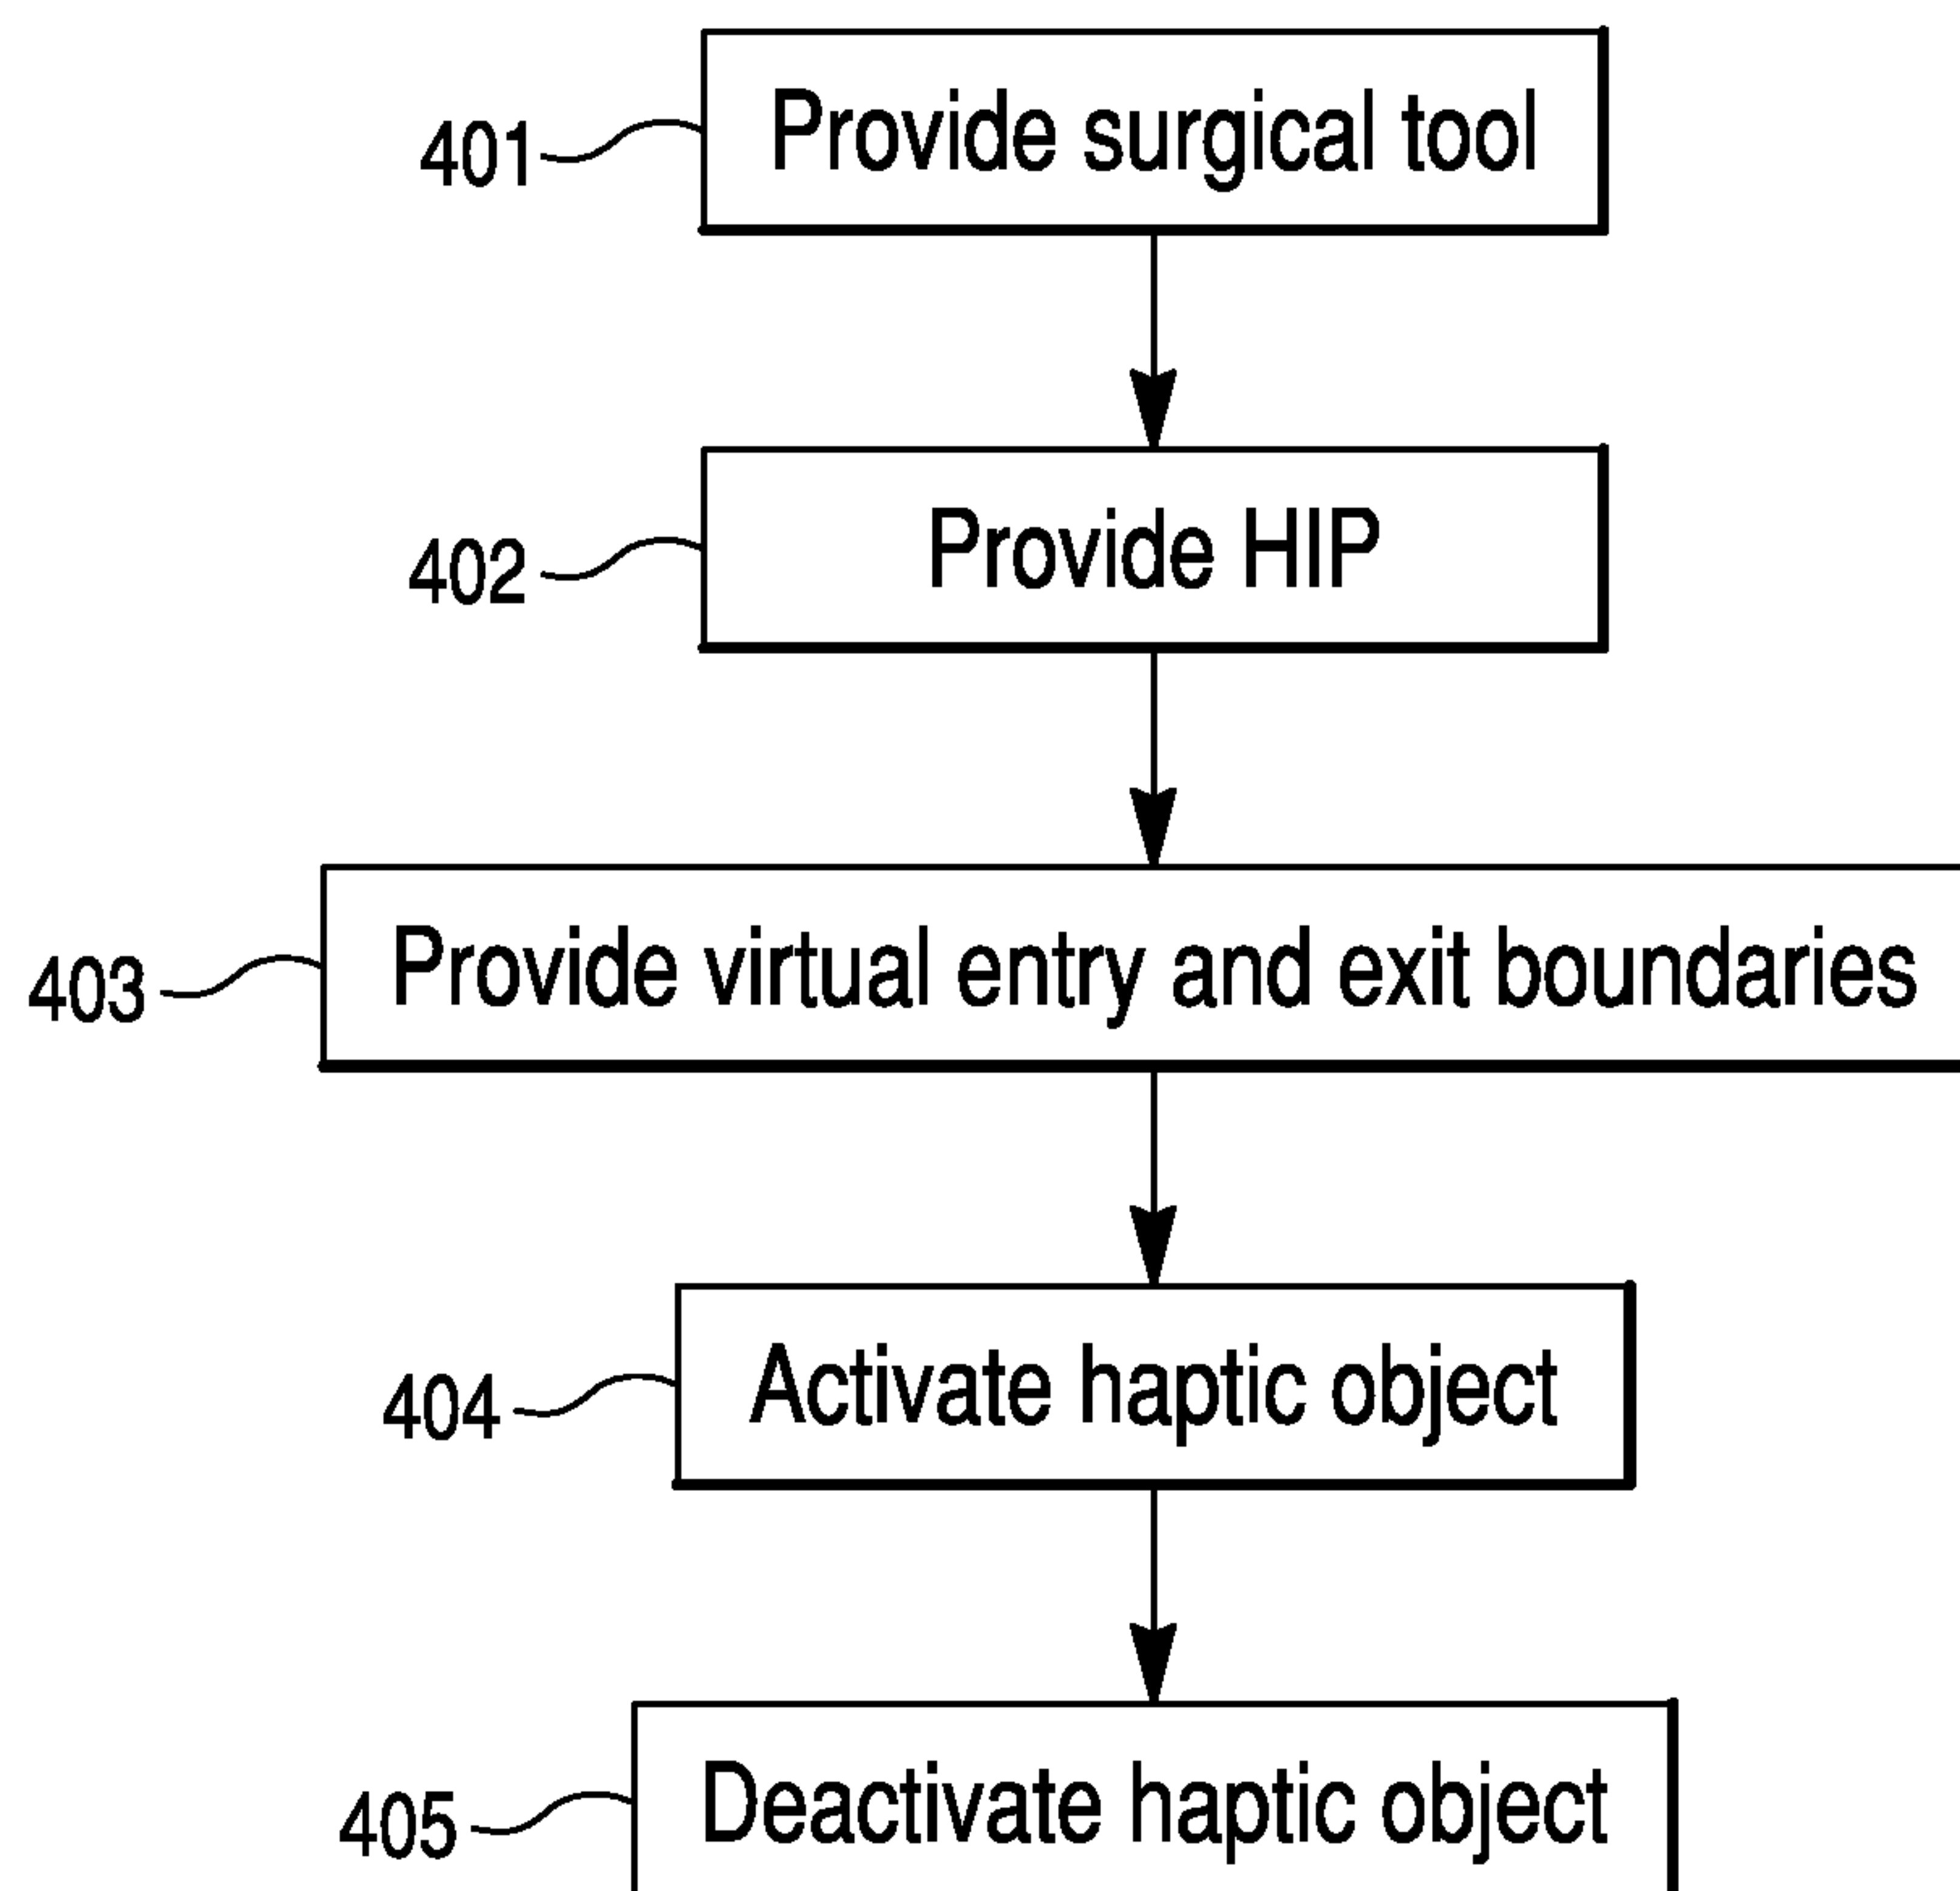 401 Provide surgical tool
402 Provide HIP
403 Provide virtual entry and exit boundaries
404 Activate haptic object
405 Deactivate haptic object